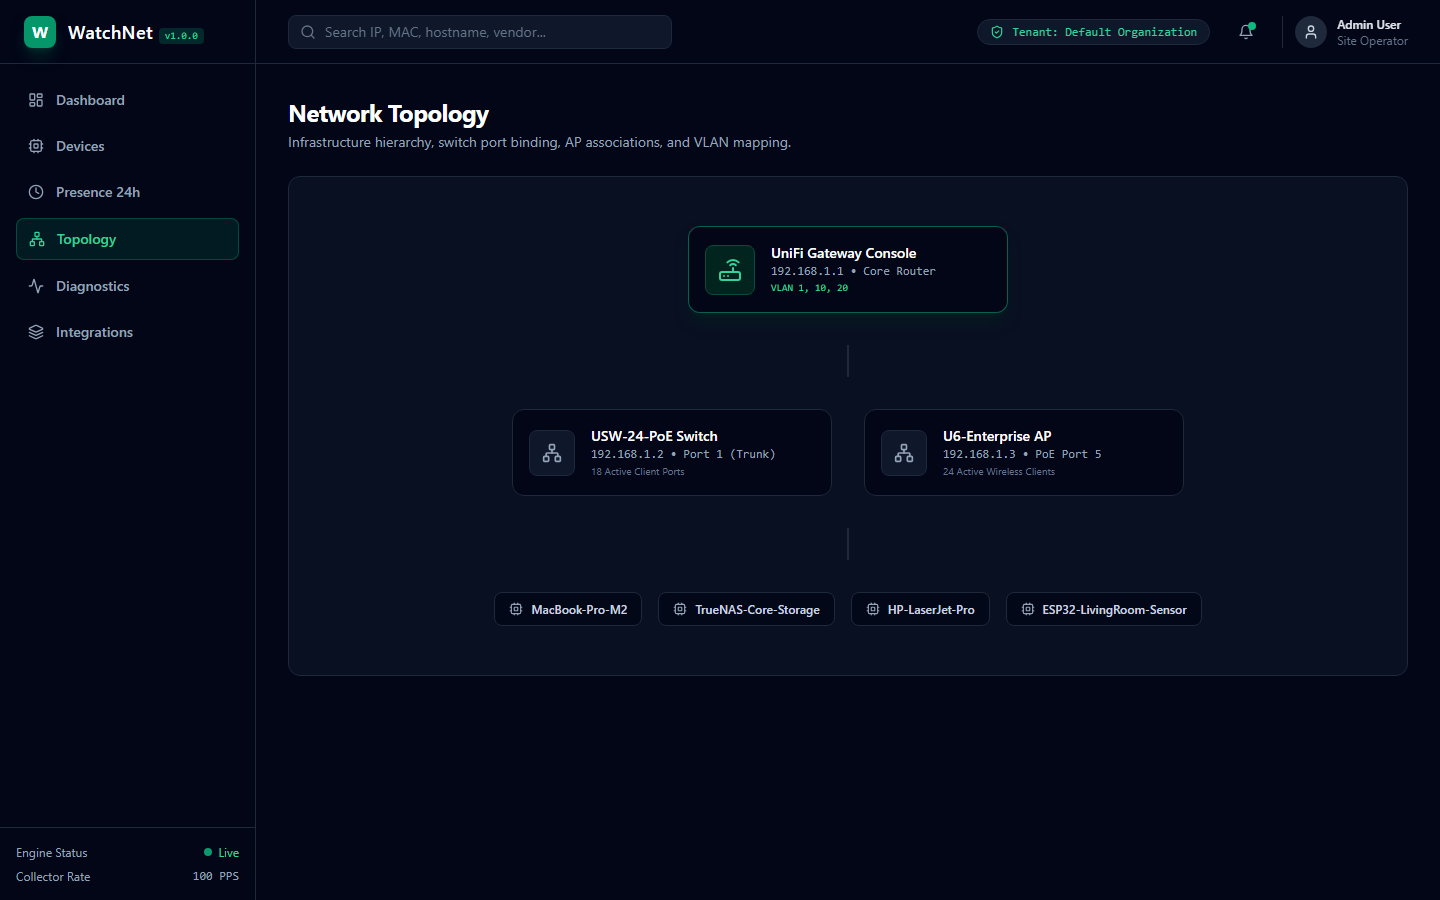 W WatchNet v1.0.0
Search IP, MAC, hostname, vendor...
Tenant: Default Organization
Admin User
Site Operator
Dashboard
Devices
Presence 24h
Topology
Diagnostics
Integrations
Engine Status Live
Collector Rate 100 PPS
Network Topology
Infrastructure hierarchy, switch port binding, AP associations, and VLAN mapping.
UniFi Gateway Console
192.168.1.1 • Core Router
VLAN 1, 10, 20
USW-24-PoE Switch
192.168.1.2 • Port 1 (Trunk)
18 Active Client Ports
U6-Enterprise AP
192.168.1.3 • PoE Port 5
24 Active Wireless Clients
MacBook-Pro-M2
TrueNAS-Core-Storage
HP-LaserJet-Pro
ESP32-LivingRoom-Sensor